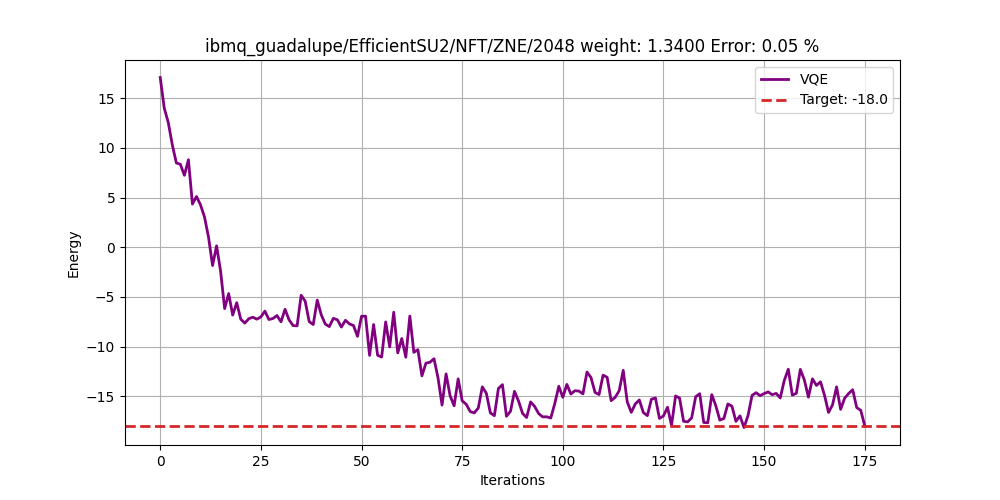 ibmq_guadalupe/EfficientSU2/NFT/ZNE/2048 weight: 1.3400 Error: 0.05 %
VQE
Target: -18.0
15
10
5
0
−5
−10
−15
Energy
0 25 50 75 100 125 150 175
Iterations